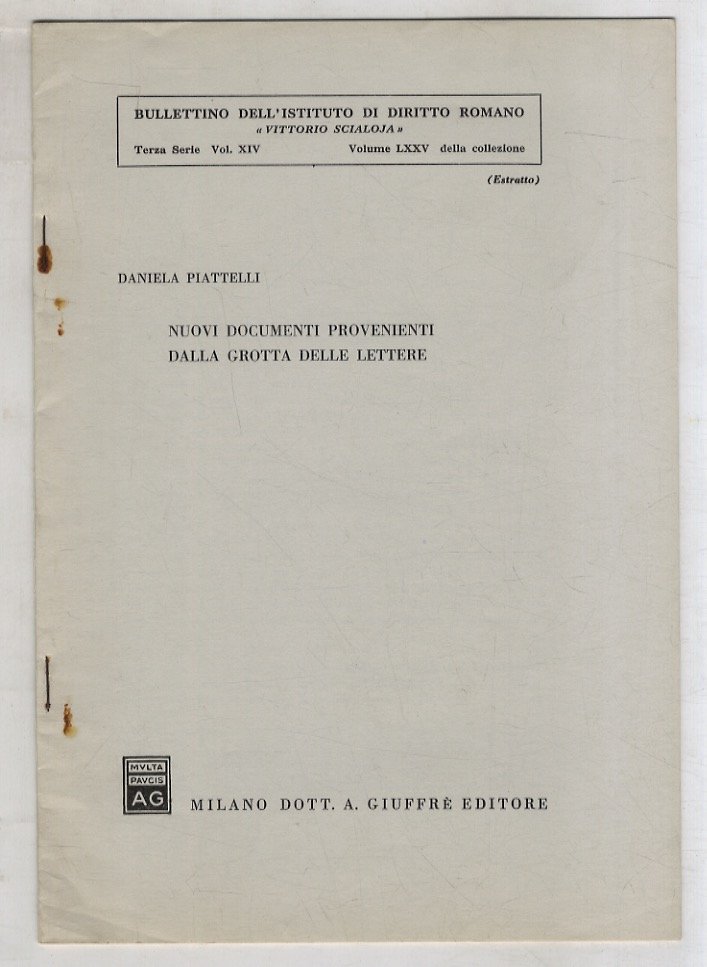 BULLETTINO DELL'ISTITUTO DI DIRITTO ROMANO
« VITTORIO SCIALOJA »
Terza Serie Vol. XIV Volume LXXV della collezione
(Estratto)
DANIELA PIATTELLI
NUOVI DOCUMENTI PROVENIENTI
DALLA GROTTA DELLE LETTERE
MVLTA
PAVCIS
AG
MILANO DOTT. A. GIUFFRÈ EDITORE